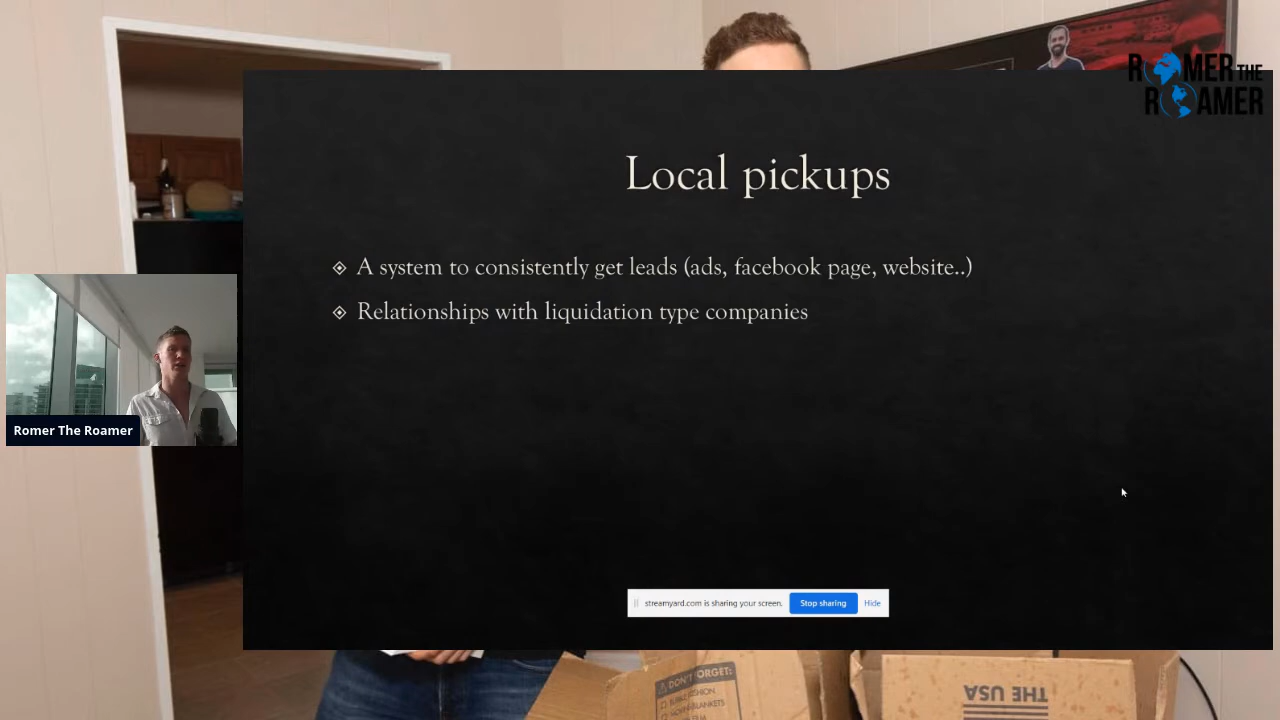 ROMER THE
ROAMER
Local pickups
A system to consistently get leads (ads, facebook page, website..)
Relationships with liquidation type companies
Romer The Roamer
streamyard.com is sharing your screen.
Stop sharing
Hide
DON'T FORGET:
THE USA